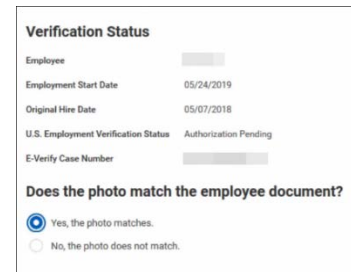 Verification Status
Employee
Employment Start Date 05/24/2019
Original Hire Date 05/07/2018
U.S. Employment Verification Status Authorization Pending
E-Verify Case Number
Does the photo match the employee document?
Yes, the photo matches.
No, the photo does not match.